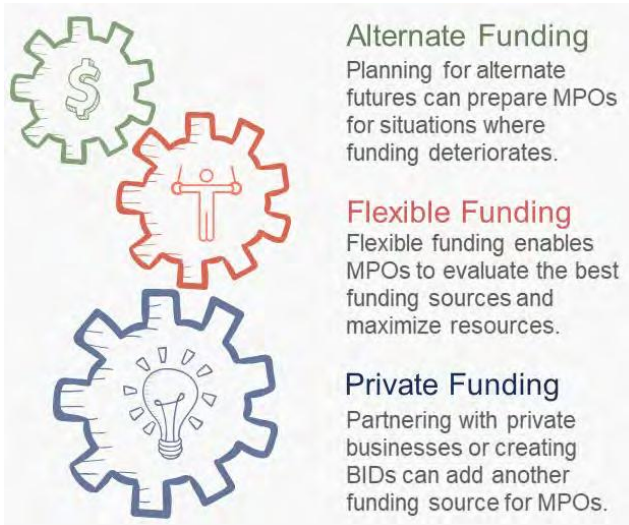 $
Alternate Funding
Planning for alternate
futures can prepare MPOs
for situations where
funding deteriorates.
Flexible Funding
Flexible funding enables
MPOs to evaluate the best
funding sources and
maximize resources.
Private Funding
Partnering with private
businesses or creating
BIDs can add another
funding source for MPOs.